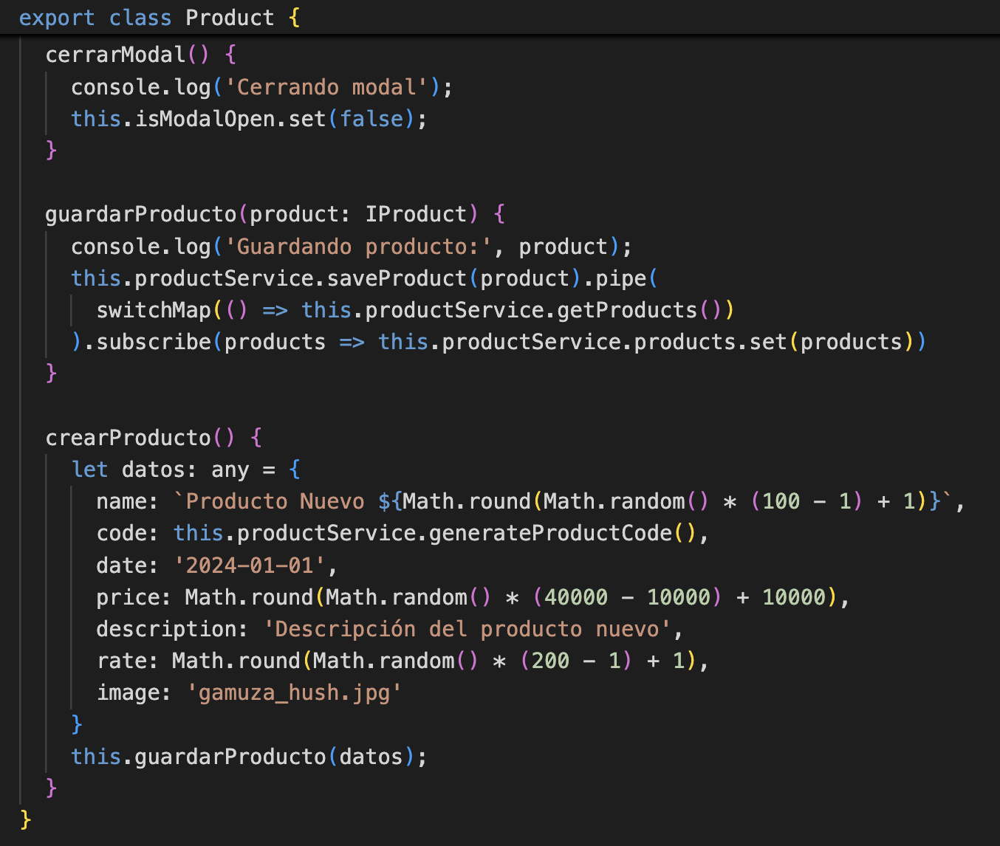 export class Product {
cerrarModal() {
console.log('Cerrando modal');
this.isModalOpen.set(false);
}
guardarProducto(product: IProduct) {
console.log('Guardando producto:', product);
this.productService.saveProduct(product).pipe(
switchMap(() => this.productService.getProducts())
).subscribe(products => this.productService.products.set(products))
}
crearProducto() {
let datos: any = {
name: `Producto Nuevo ${Math.round(Math.random() * (100 - 1) + 1)}`,
code: this.productService.generateProductCode(),
date: '2024-01-01',
price: Math.round(Math.random() * (40000 - 10000) + 10000),
description: 'Descripción del producto nuevo',
rate: Math.round(Math.random() * (200 - 1) + 1),
image: 'gamuza_hush.jpg'
}
this.guardarProducto(datos);
}
}